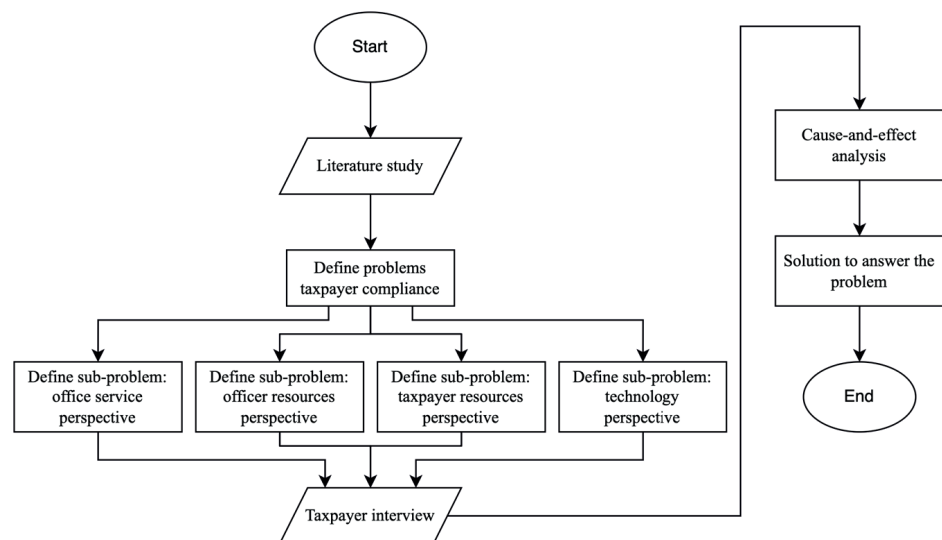 Start
Literature study
Define problems
taxpayer compliance
Define sub-problem:
office service
perspective
Define sub-problem:
officer resources
perspective
Define sub-problem:
taxpayer resources
perspective
Define sub-problem:
technology
perspective
Taxpayer interview
Cause-and-effect
analysis
Solution to answer the
problem
End